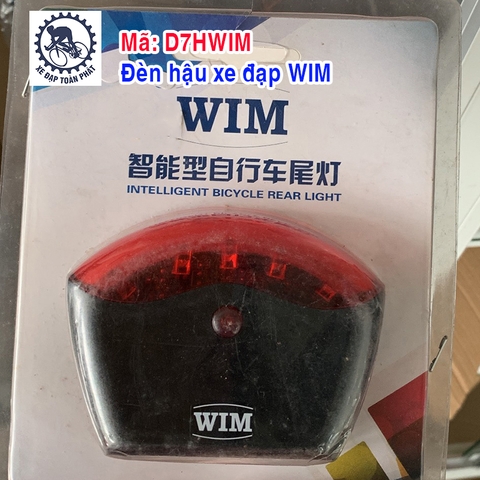 XE ĐẠP TOÀN PHÁT
Mã: D7HWIM
Đèn hậu xe đạp WIM
WIM
智能型自行车尾灯
INTELLIGENT BICYCLE REAR LIGHT
WIM